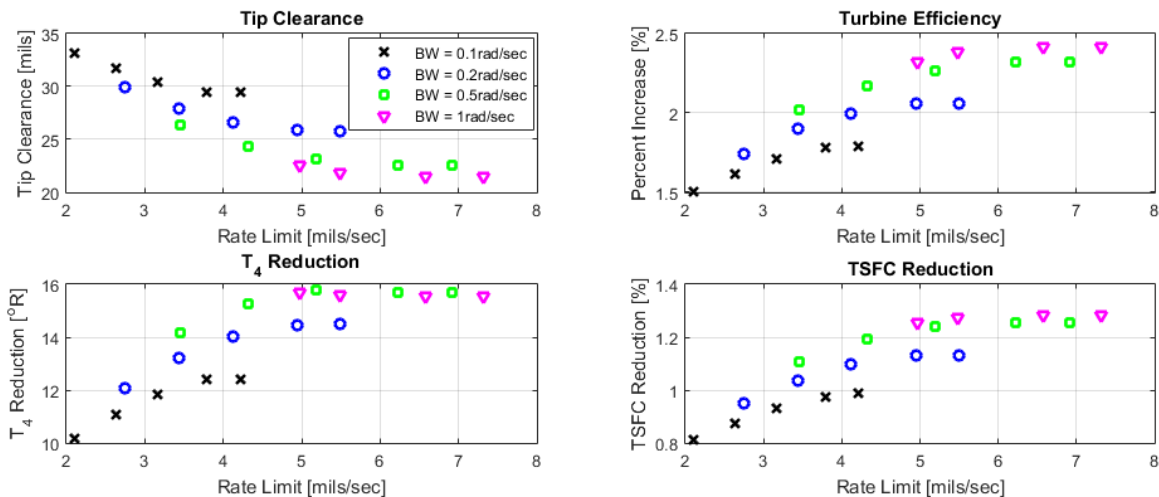 Tip Clearance
Tip Clearance [mils]
35
30
25
20
2 3 4 5 6 7 8
Rate Limit [mils/sec]
BW = 0.1rad/sec
BW = 0.2rad/sec
BW = 0.5rad/sec
BW = 1rad/sec
Turbine Efficiency
Percent Increase [%]
2.5
2
1.5
2 3 4 5 6 7 8
Rate Limit [mils/sec]
T4 Reduction
T4 Reduction [°R]
16
14
12
10
2 3 4 5 6 7 8
Rate Limit [mils/sec]
TSFC Reduction
TSFC Reduction [%]
1.4
1.2
1
0.8
2 3 4 5 6 7 8
Rate Limit [mils/sec]